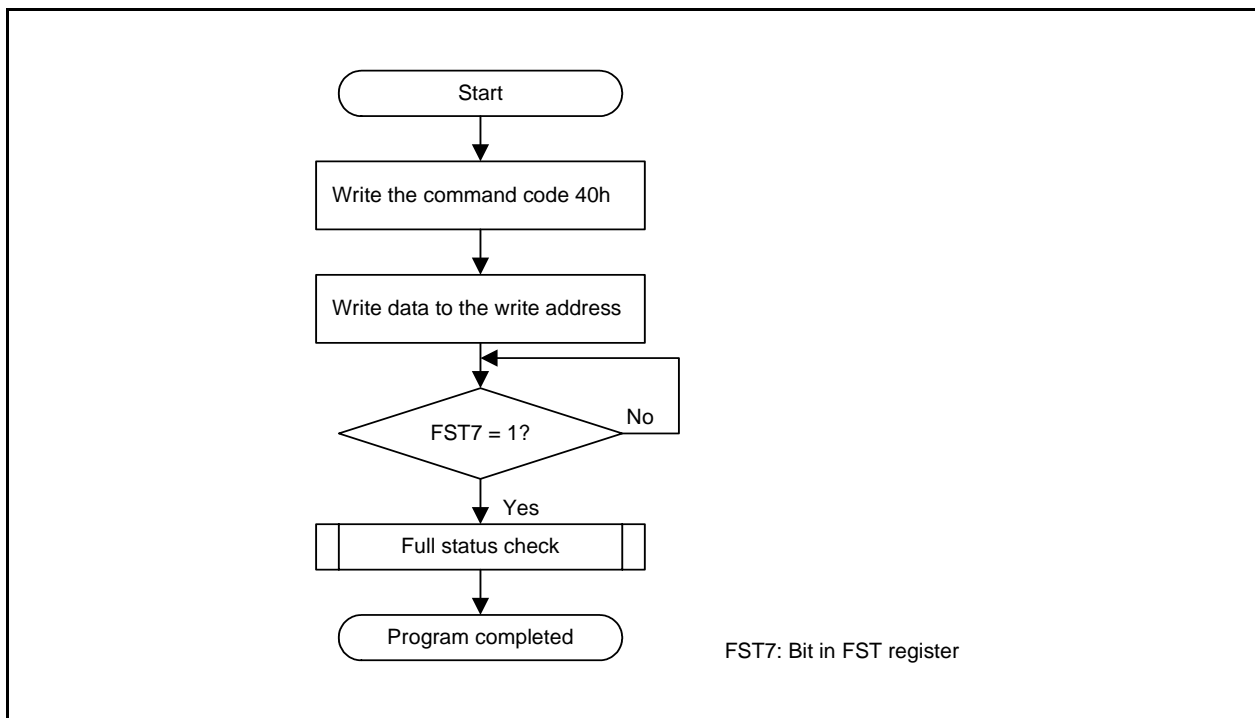 Start
Write the command code 40h
Write data to the write address
FST7 = 1?
No
Yes
Full status check
Program completed
FST7: Bit in FST register